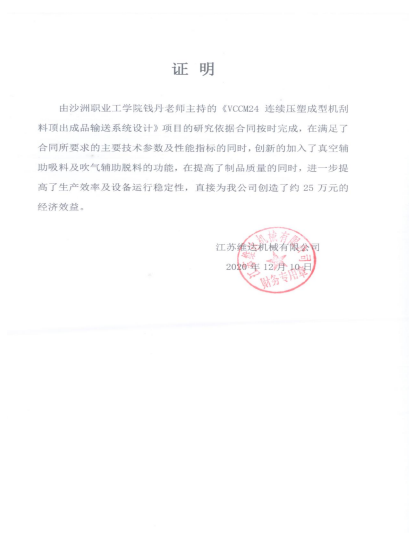 证 明
由沙洲职业工学院钱丹老师主持的《VCCM24 连续压塑成型机刮
料顶出成品输送系统设计》项目的研究依据合同按时完成，在满足了
合同所要求的主要技术参数及性能指标的同时，创新的加入了真空辅
助吸料及吹气辅助脱料的功能，在提高了制品质量的同时，进一步提
高了生产效率及设备运行稳定性，直接为我公司创造了约 25 万元的
经济效益。
江苏维达机械有限公司
2020 年 12 月 10 日
财务专用章